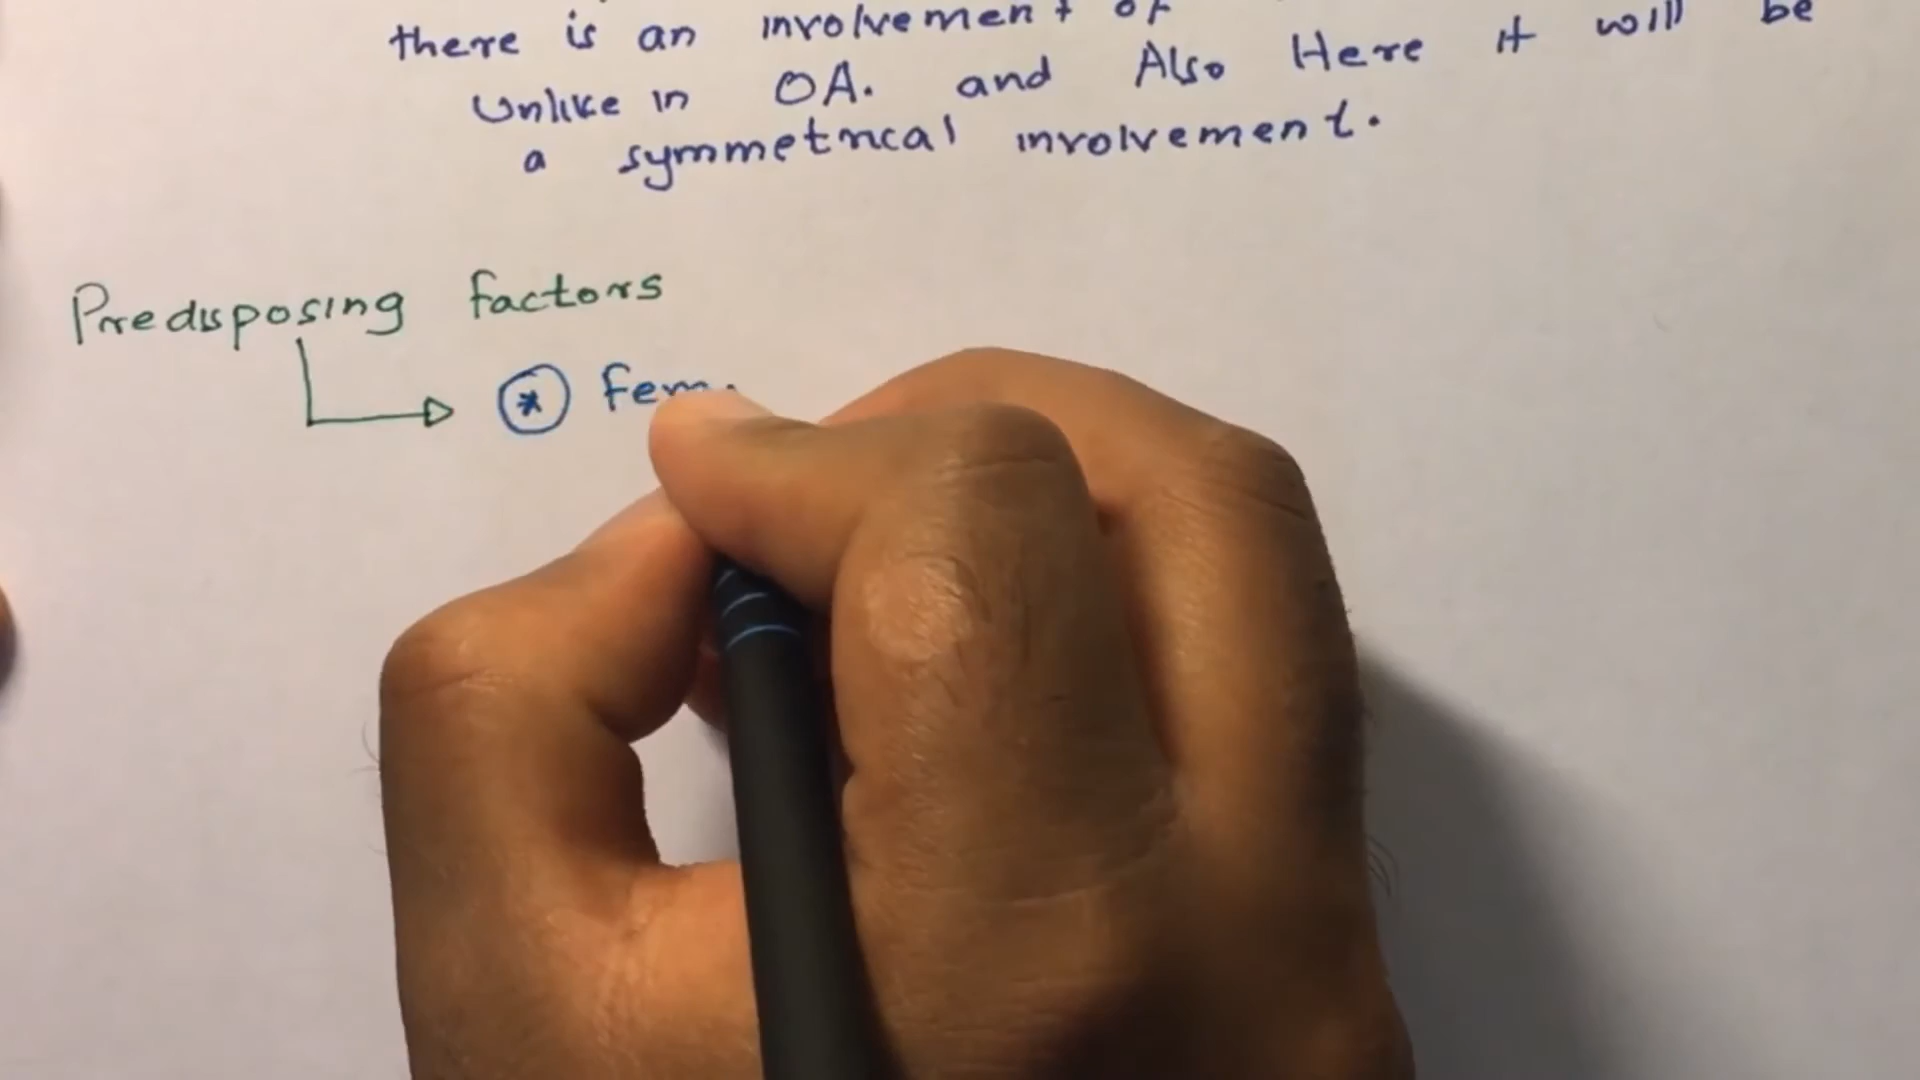 there is an involvement of
Unlike in OA. and Also Here it will be
a symmetrical involvement.
Predisposing factors
* Fem